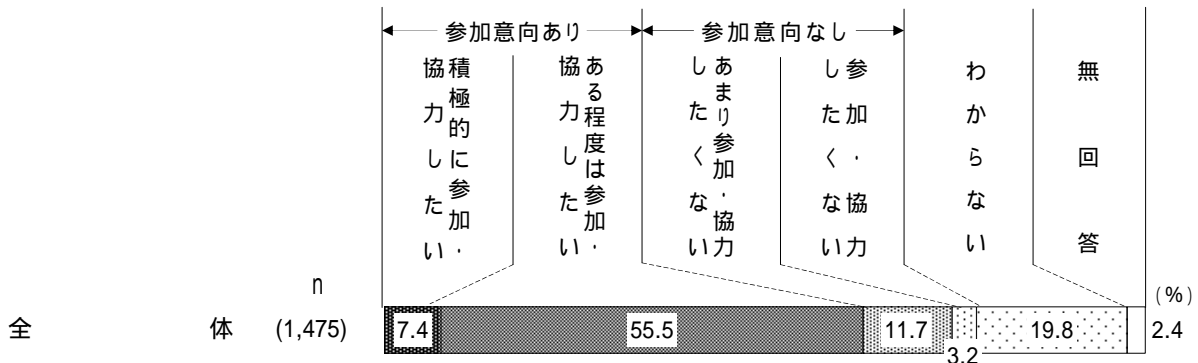 参加意向あり 参加意向なし
積極的に参加・
協力したい・
ある程度は参加・
協力したい・
あまり参加・協力
したくない
参加・協力
したくない
わからない
無回答
n
(%)
全体 (1,475) 7.4 55.5 11.7 3.2 19.8 2.4